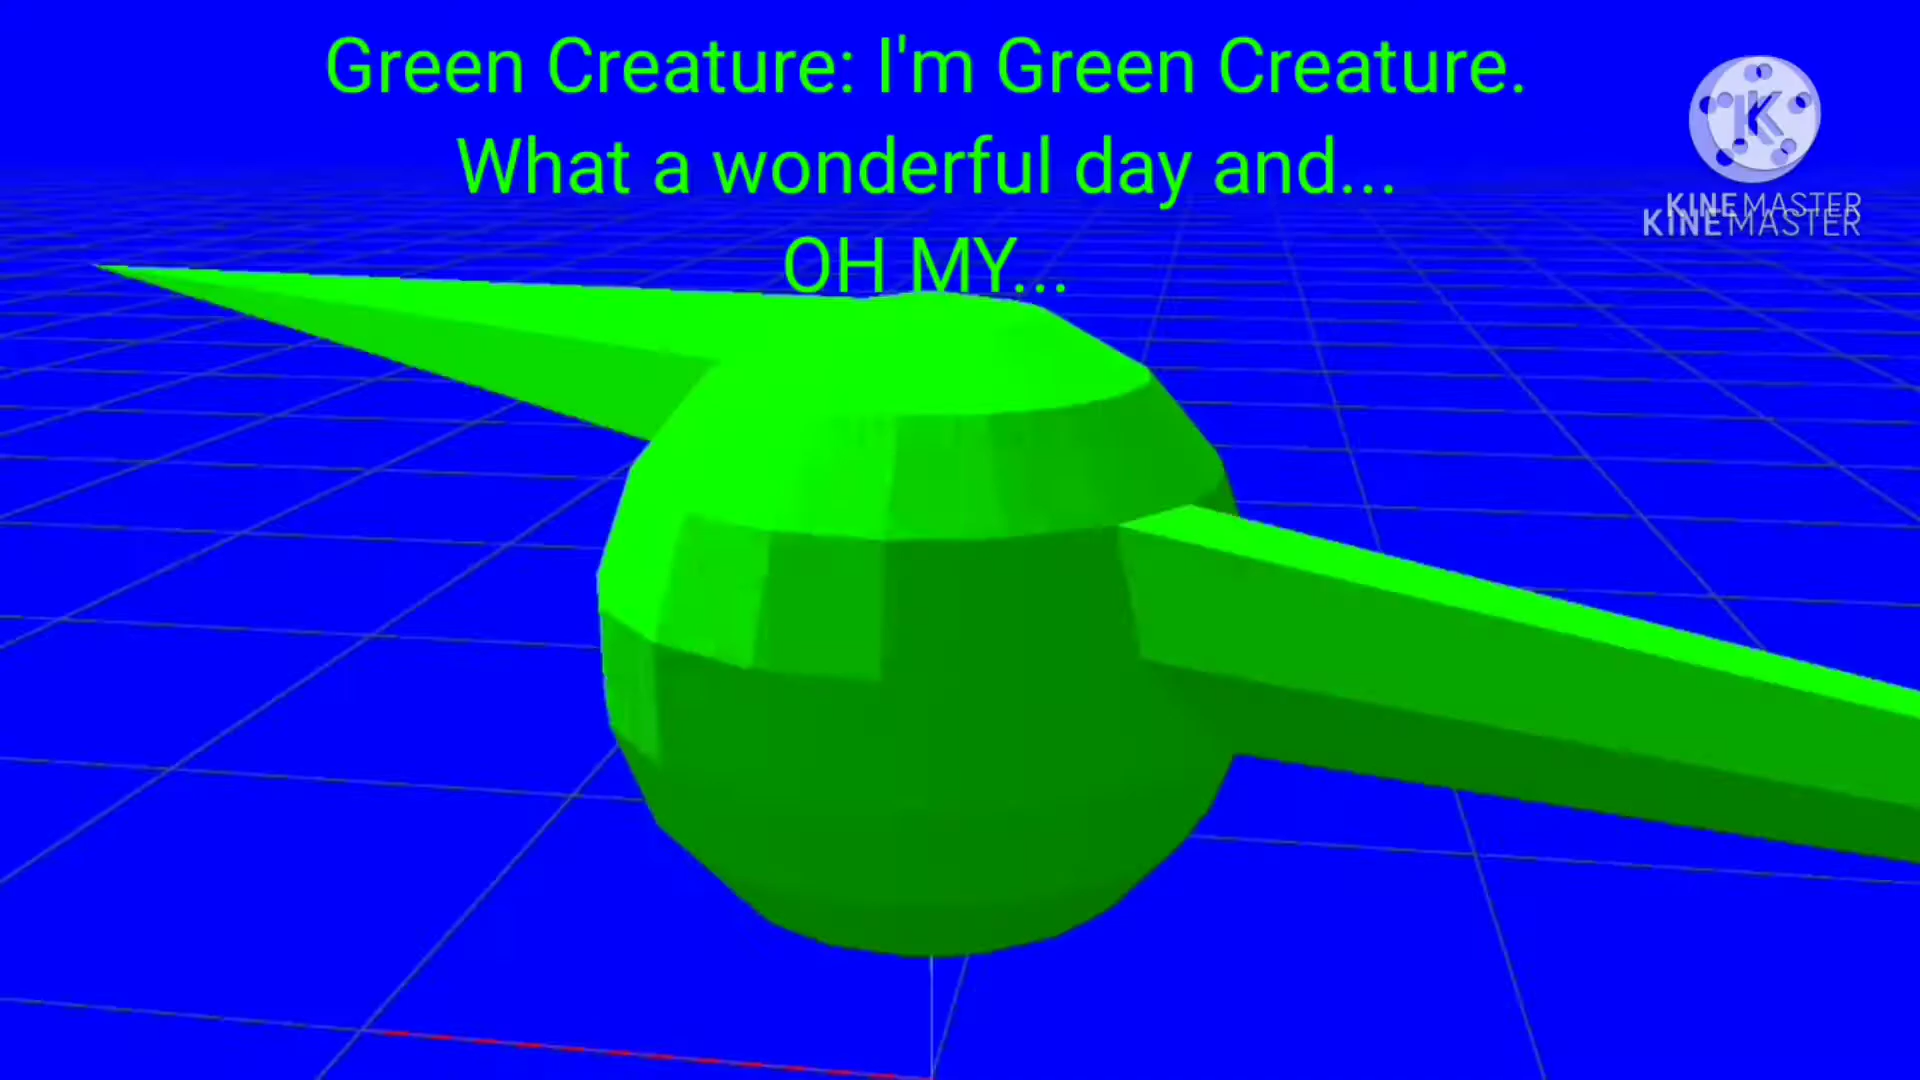 Green Creature: I'm Green Creature.
What a wonderful day and...
OH MY...
K
KINEMASTER
KINEMASTER